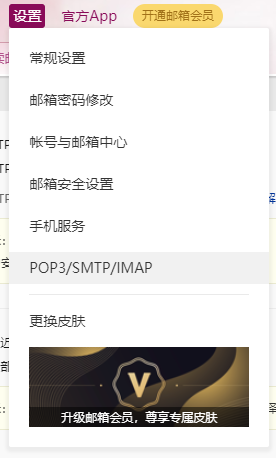 设置 官方App 开通邮箱会员
常规设置
邮箱密码修改
帐号与邮箱中心
邮箱安全设置
手机服务
POP3/SMTP/IMAP
更换皮肤
V
升级邮箱会员，尊享专属皮肤